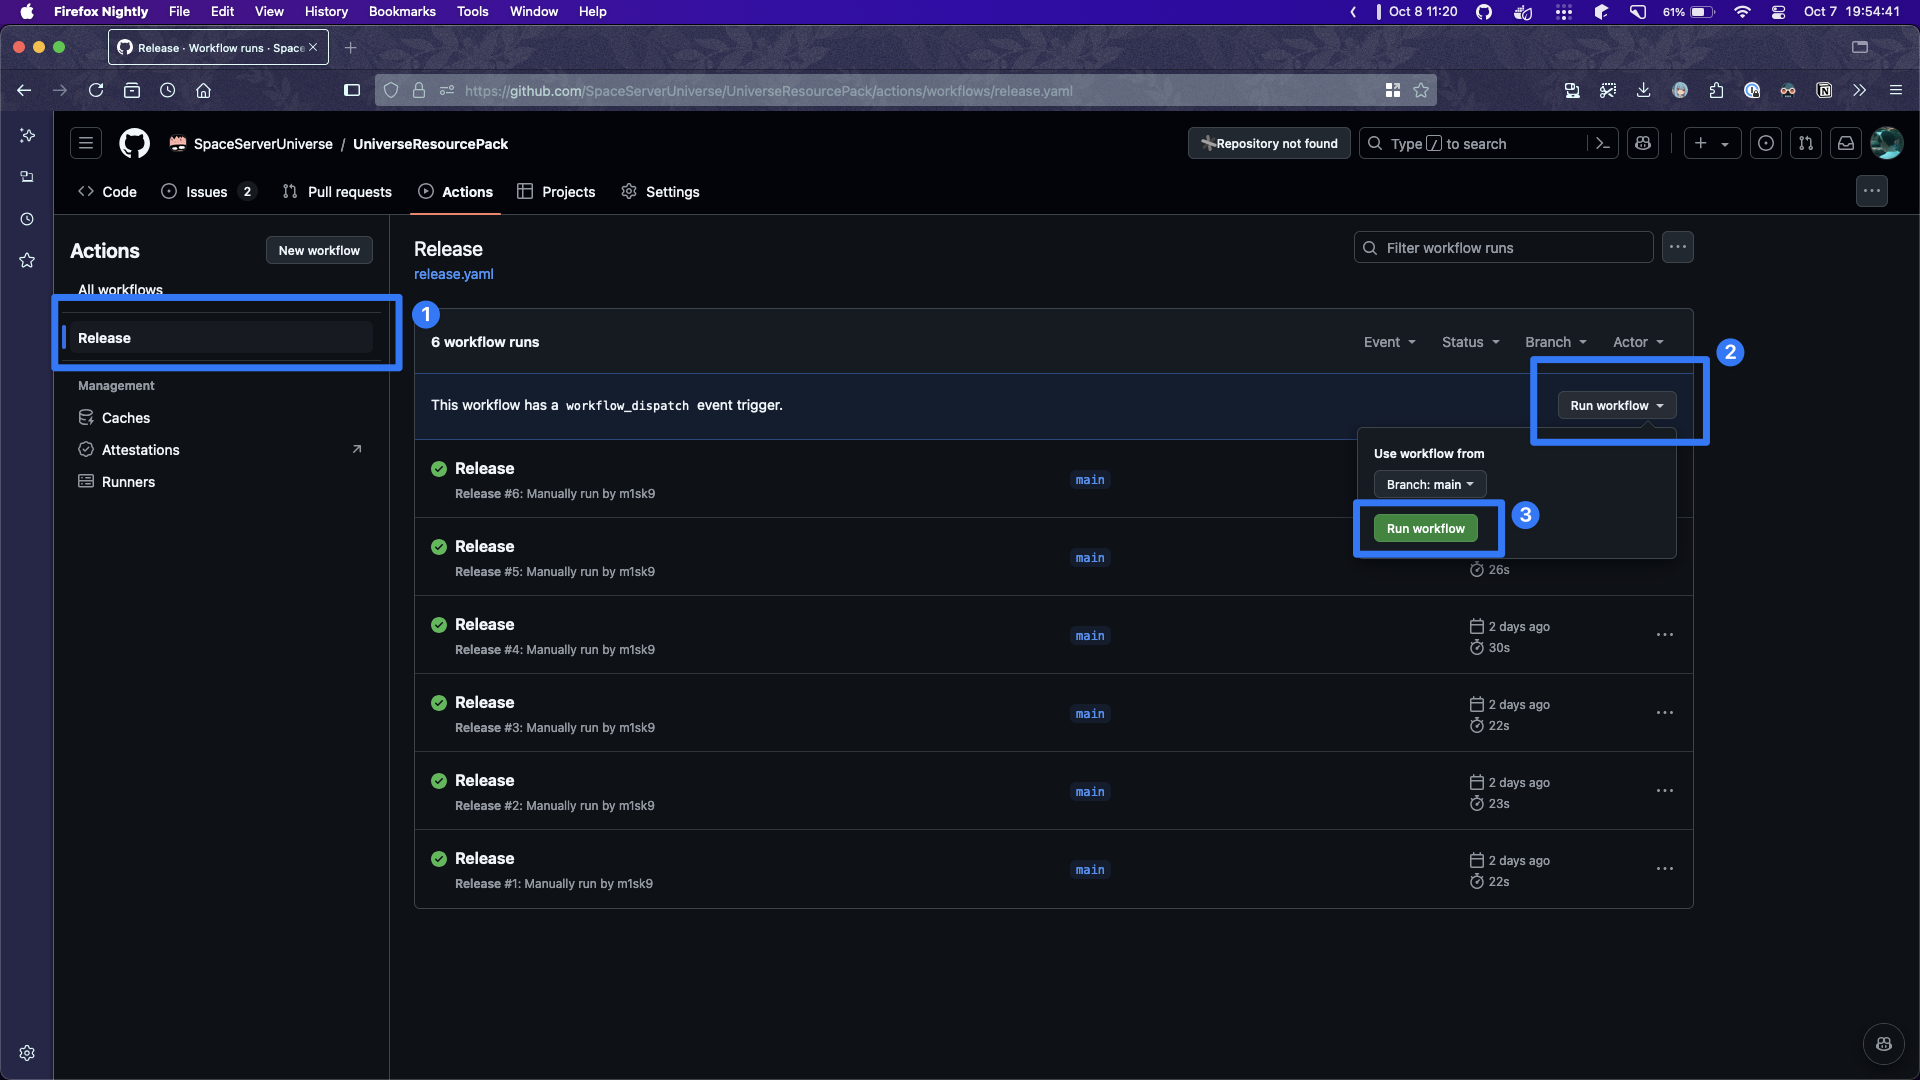 Firefox Nightly File Edit View History Bookmarks Tools Window Help Oct 8 11:20 61% Oct 7 19:54:41
Release · Workflow runs · Space
https://github.com/SpaceServerUniverse/UniverseResourcePack/actions/workflows/release.yaml
SpaceServerUniverse / UniverseResourcePack Repository not found Type / to search
Code Issues 2 Pull requests Actions Projects Settings
Actions New workflow
All workflows
Release
Management
Caches
Attestations
Runners
Release
release.yaml
Filter workflow runs
1
6 workflow runs Event Status Branch Actor
2
This workflow has a workflow_dispatch event trigger. Run workflow
Use workflow from
Branch: main
Run workflow
3
Release
Release #6: Manually run by m1sk9
main
Release
Release #5: Manually run by m1sk9
main
26s
Release
Release #4: Manually run by m1sk9
main
2 days ago
30s
Release
Release #3: Manually run by m1sk9
main
2 days ago
22s
Release
Release #2: Manually run by m1sk9
main
2 days ago
23s
Release
Release #1: Manually run by m1sk9
main
2 days ago
22s